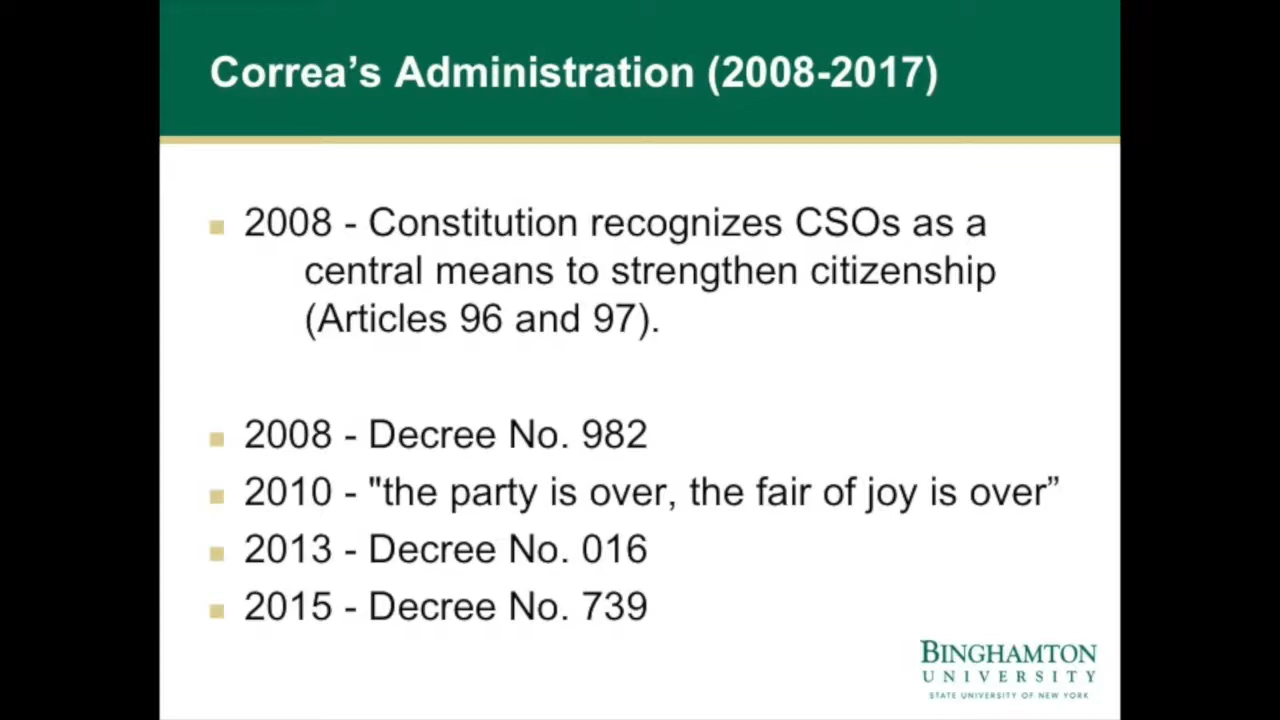 Correa’s Administration (2008-2017)
2008 - Constitution recognizes CSOs as a
central means to strengthen citizenship
(Articles 96 and 97).
2008 - Decree No. 982
2010 - "the party is over, the fair of joy is over”
2013 - Decree No. 016
2015 - Decree No. 739
BINGHAMTON
UNIVERSITY
STATE UNIVERSITY OF NEW YORK